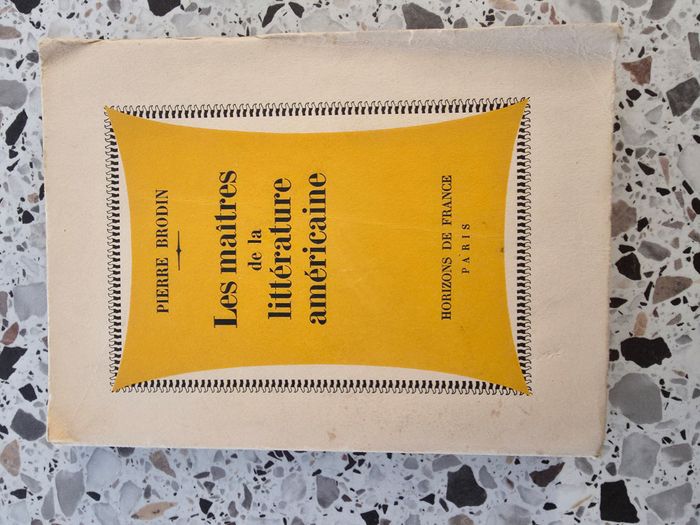 PIERRE BRODIN
Les maîtres
de la
littérature
américaine
HORIZONS DE FRANCE
PARIS